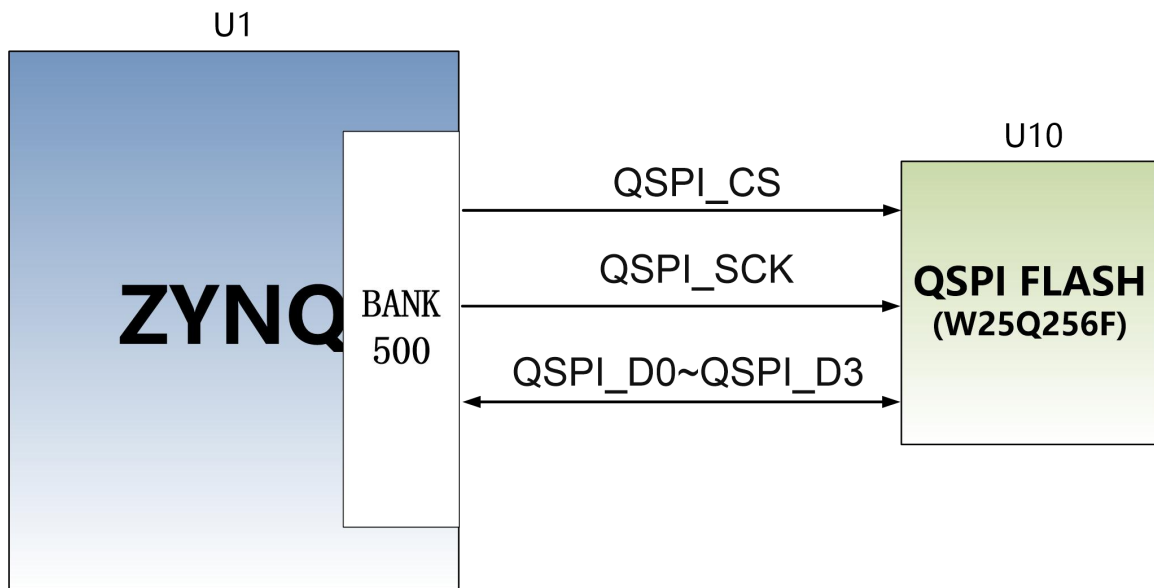 U1
U10
QSPI_CS
QSPI_SCK
ZYNQ
BANK
500
QSPI FLASH
(W25Q256F)
QSPI_D0~QSPI_D3